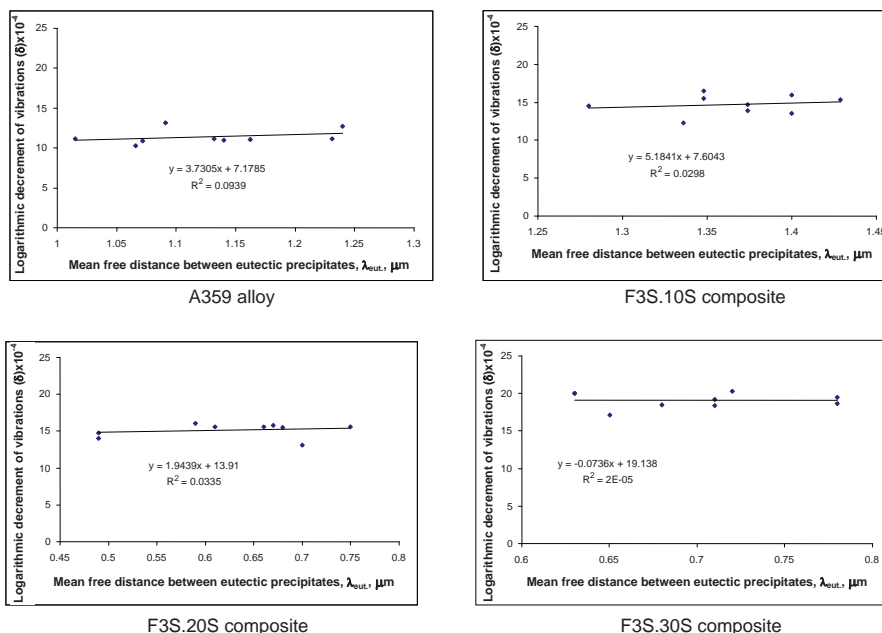 Logarithmic decrement of vibrations (δ)x10⁻⁴
25
20
15
10
5
0
y = 3.7305x + 7.1785
R² = 0.0939
1 1.05 1.1 1.15 1.2 1.25 1.3
Mean free distance between eutectic precipitates, λeut., μm
A359 alloy
Logarithmic decrement of vibrations (δ)x10⁻⁴
25
20
15
10
5
0
y = 5.1841x + 7.6043
R² = 0.0298
1.25 1.3 1.35 1.4 1.45
Mean free distance between eutectic precipitates, λeut., μm
F3S.10S composite
Logarithmic decrement of vibrations (δ)x10⁻⁴
25
20
15
10
5
0
y = 1.9439x + 13.91
R² = 0.0335
0.45 0.5 0.55 0.6 0.65 0.7 0.75 0.8
Mean free distance between eutectic precipitates, λeut., μm
F3S.20S composite
Logarithmic decrement of vibrations (δ)x10⁻⁴
25
20
15
10
5
0
y = -0.0736x + 19.138
R² = 2E-05
0.6 0.65 0.7 0.75 0.8
Mean free distance between eutectic precipitates, λeut., μm
F3S.30S composite